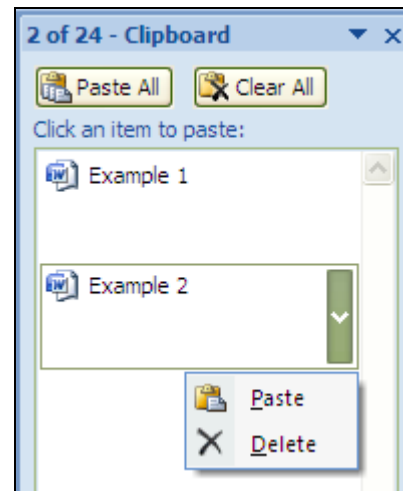 2 of 24 - Clipboard
Paste All Clear All
Click an item to paste:
Example 1
Example 2
Paste
Delete